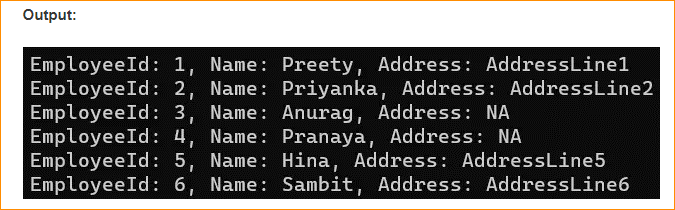 Output:
EmployeeId: 1, Name: Preety, Address: AddressLine1
EmployeeId: 2, Name: Priyanka, Address: AddressLine2
EmployeeId: 3, Name: Anurag, Address: NA
EmployeeId: 4, Name: Pranaya, Address: NA
EmployeeId: 5, Name: Hina, Address: AddressLine5
EmployeeId: 6, Name: Sambit, Address: AddressLine6